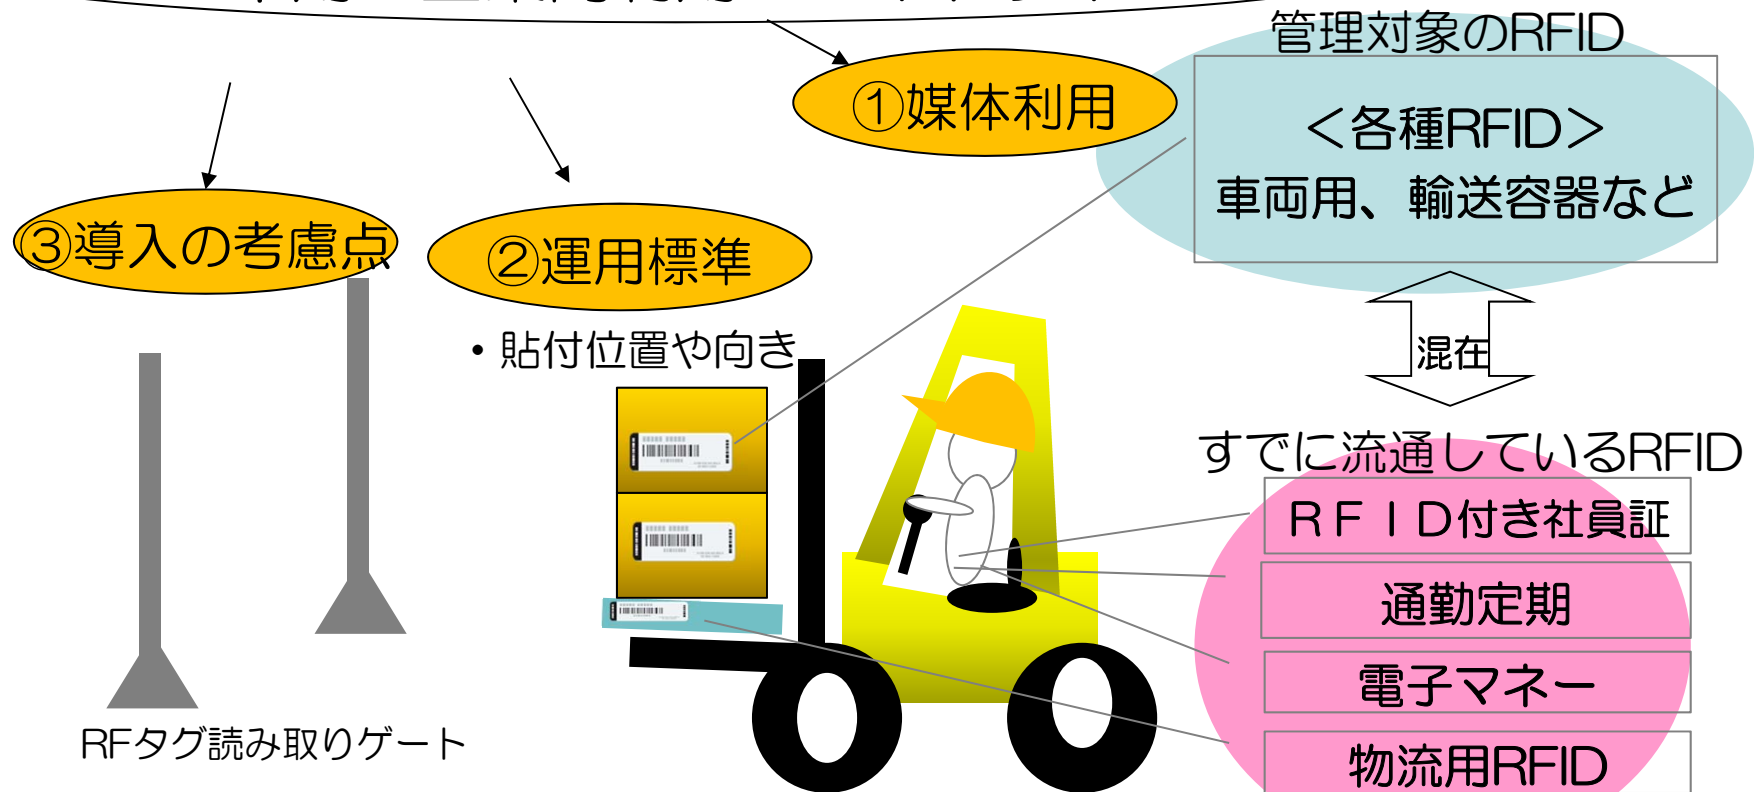 管理対象のRFID
①媒体利用
＜各種RFID＞
車両用、輸送容器など
③導入の考慮点
②運用標準
・貼付位置や向き
混在
すでに流通しているRFID
ＲＦＩＤ付き社員証
通勤定期
電子マネー
物流用RFID
RFタグ読み取りゲート